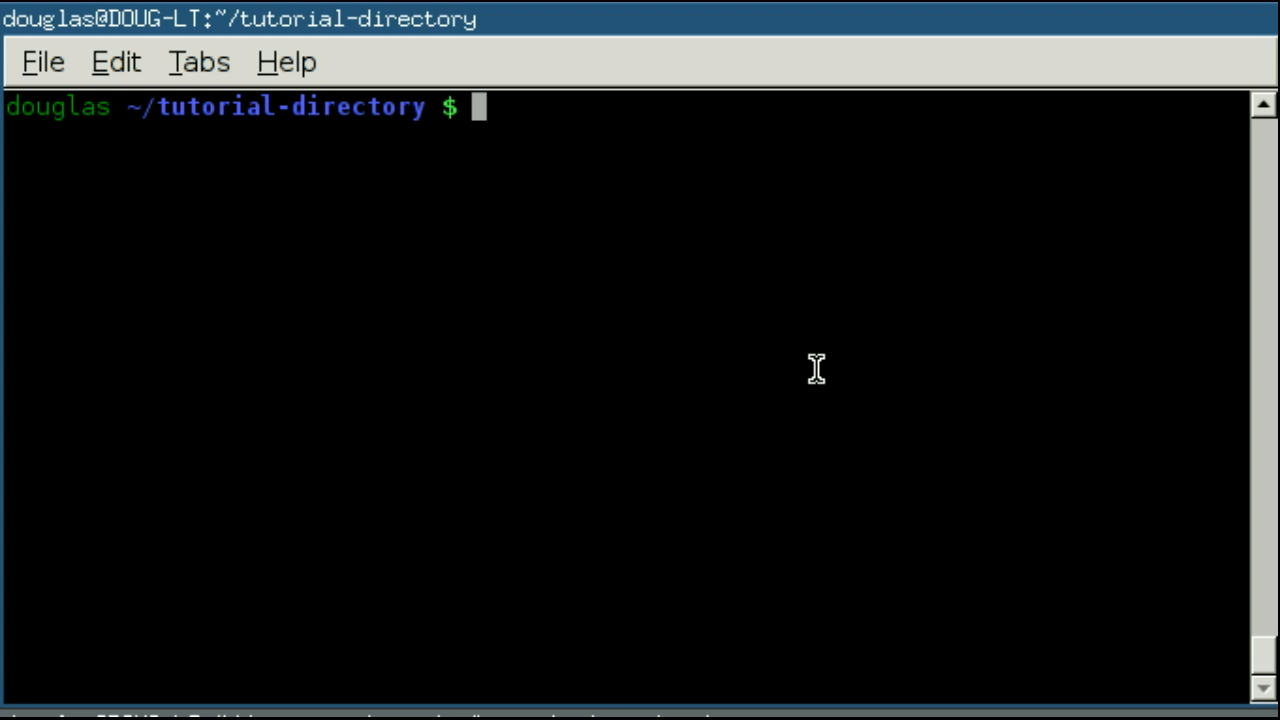 douglas@DOUG-LT:~/tutorial-directory
File Edit Tabs Help
douglas ~/tutorial-directory $